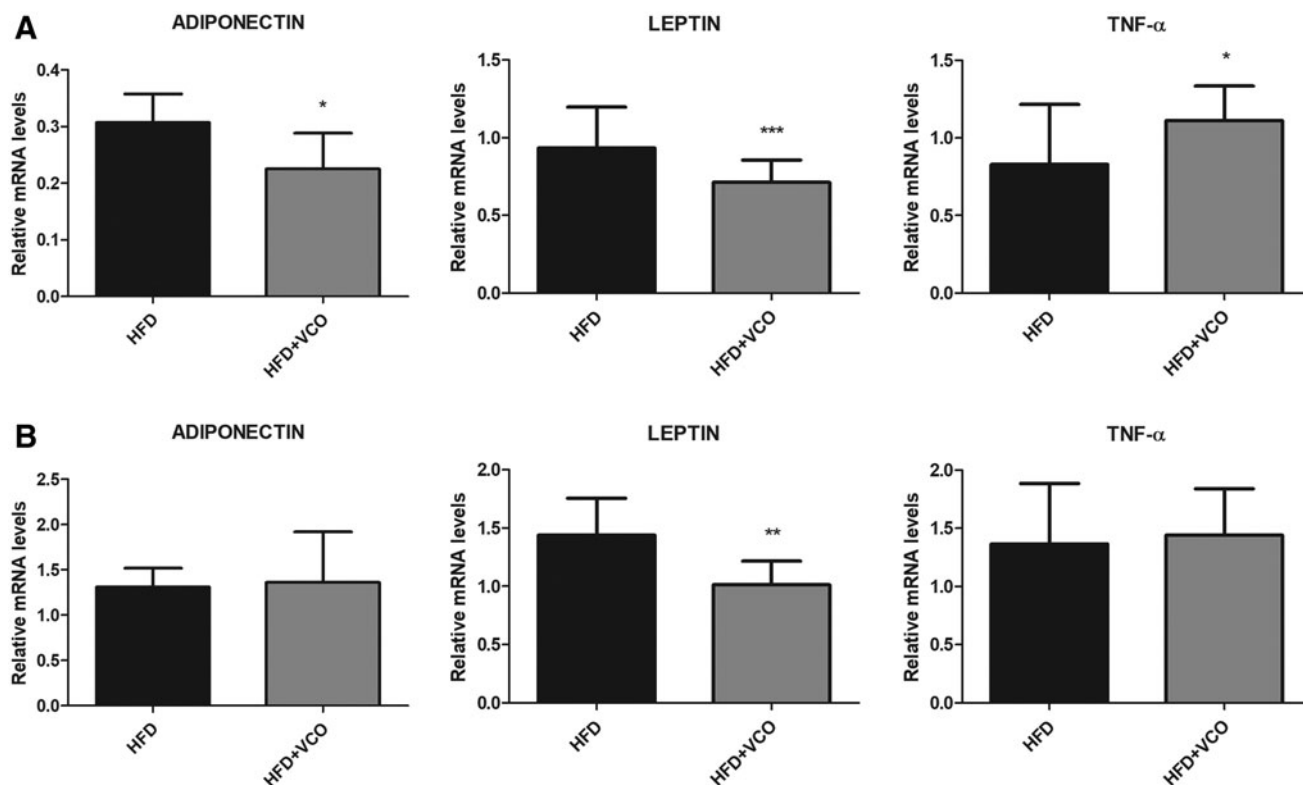 A
ADIPONECTIN
Relative mRNA levels
0.4
0.3
0.2
0.1
0.0
*
HFD
HFD+VCO
LEPTIN
Relative mRNA levels
1.5
1.0
0.5
0.0
***
HFD
HFD+VCO
TNF-α
Relative mRNA levels
1.5
1.0
0.5
0.0
*
HFD
HFD+VCO
B
ADIPONECTIN
Relative mRNA levels
2.5
2.0
1.5
1.0
0.5
0.0
HFD
HFD+VCO
LEPTIN
Relative mRNA levels
2.0
1.5
1.0
0.5
0.0
**
HFD
HFD+VCO
TNF-α
Relative mRNA levels
2.0
1.5
1.0
0.5
0.0
HFD
HFD+VCO